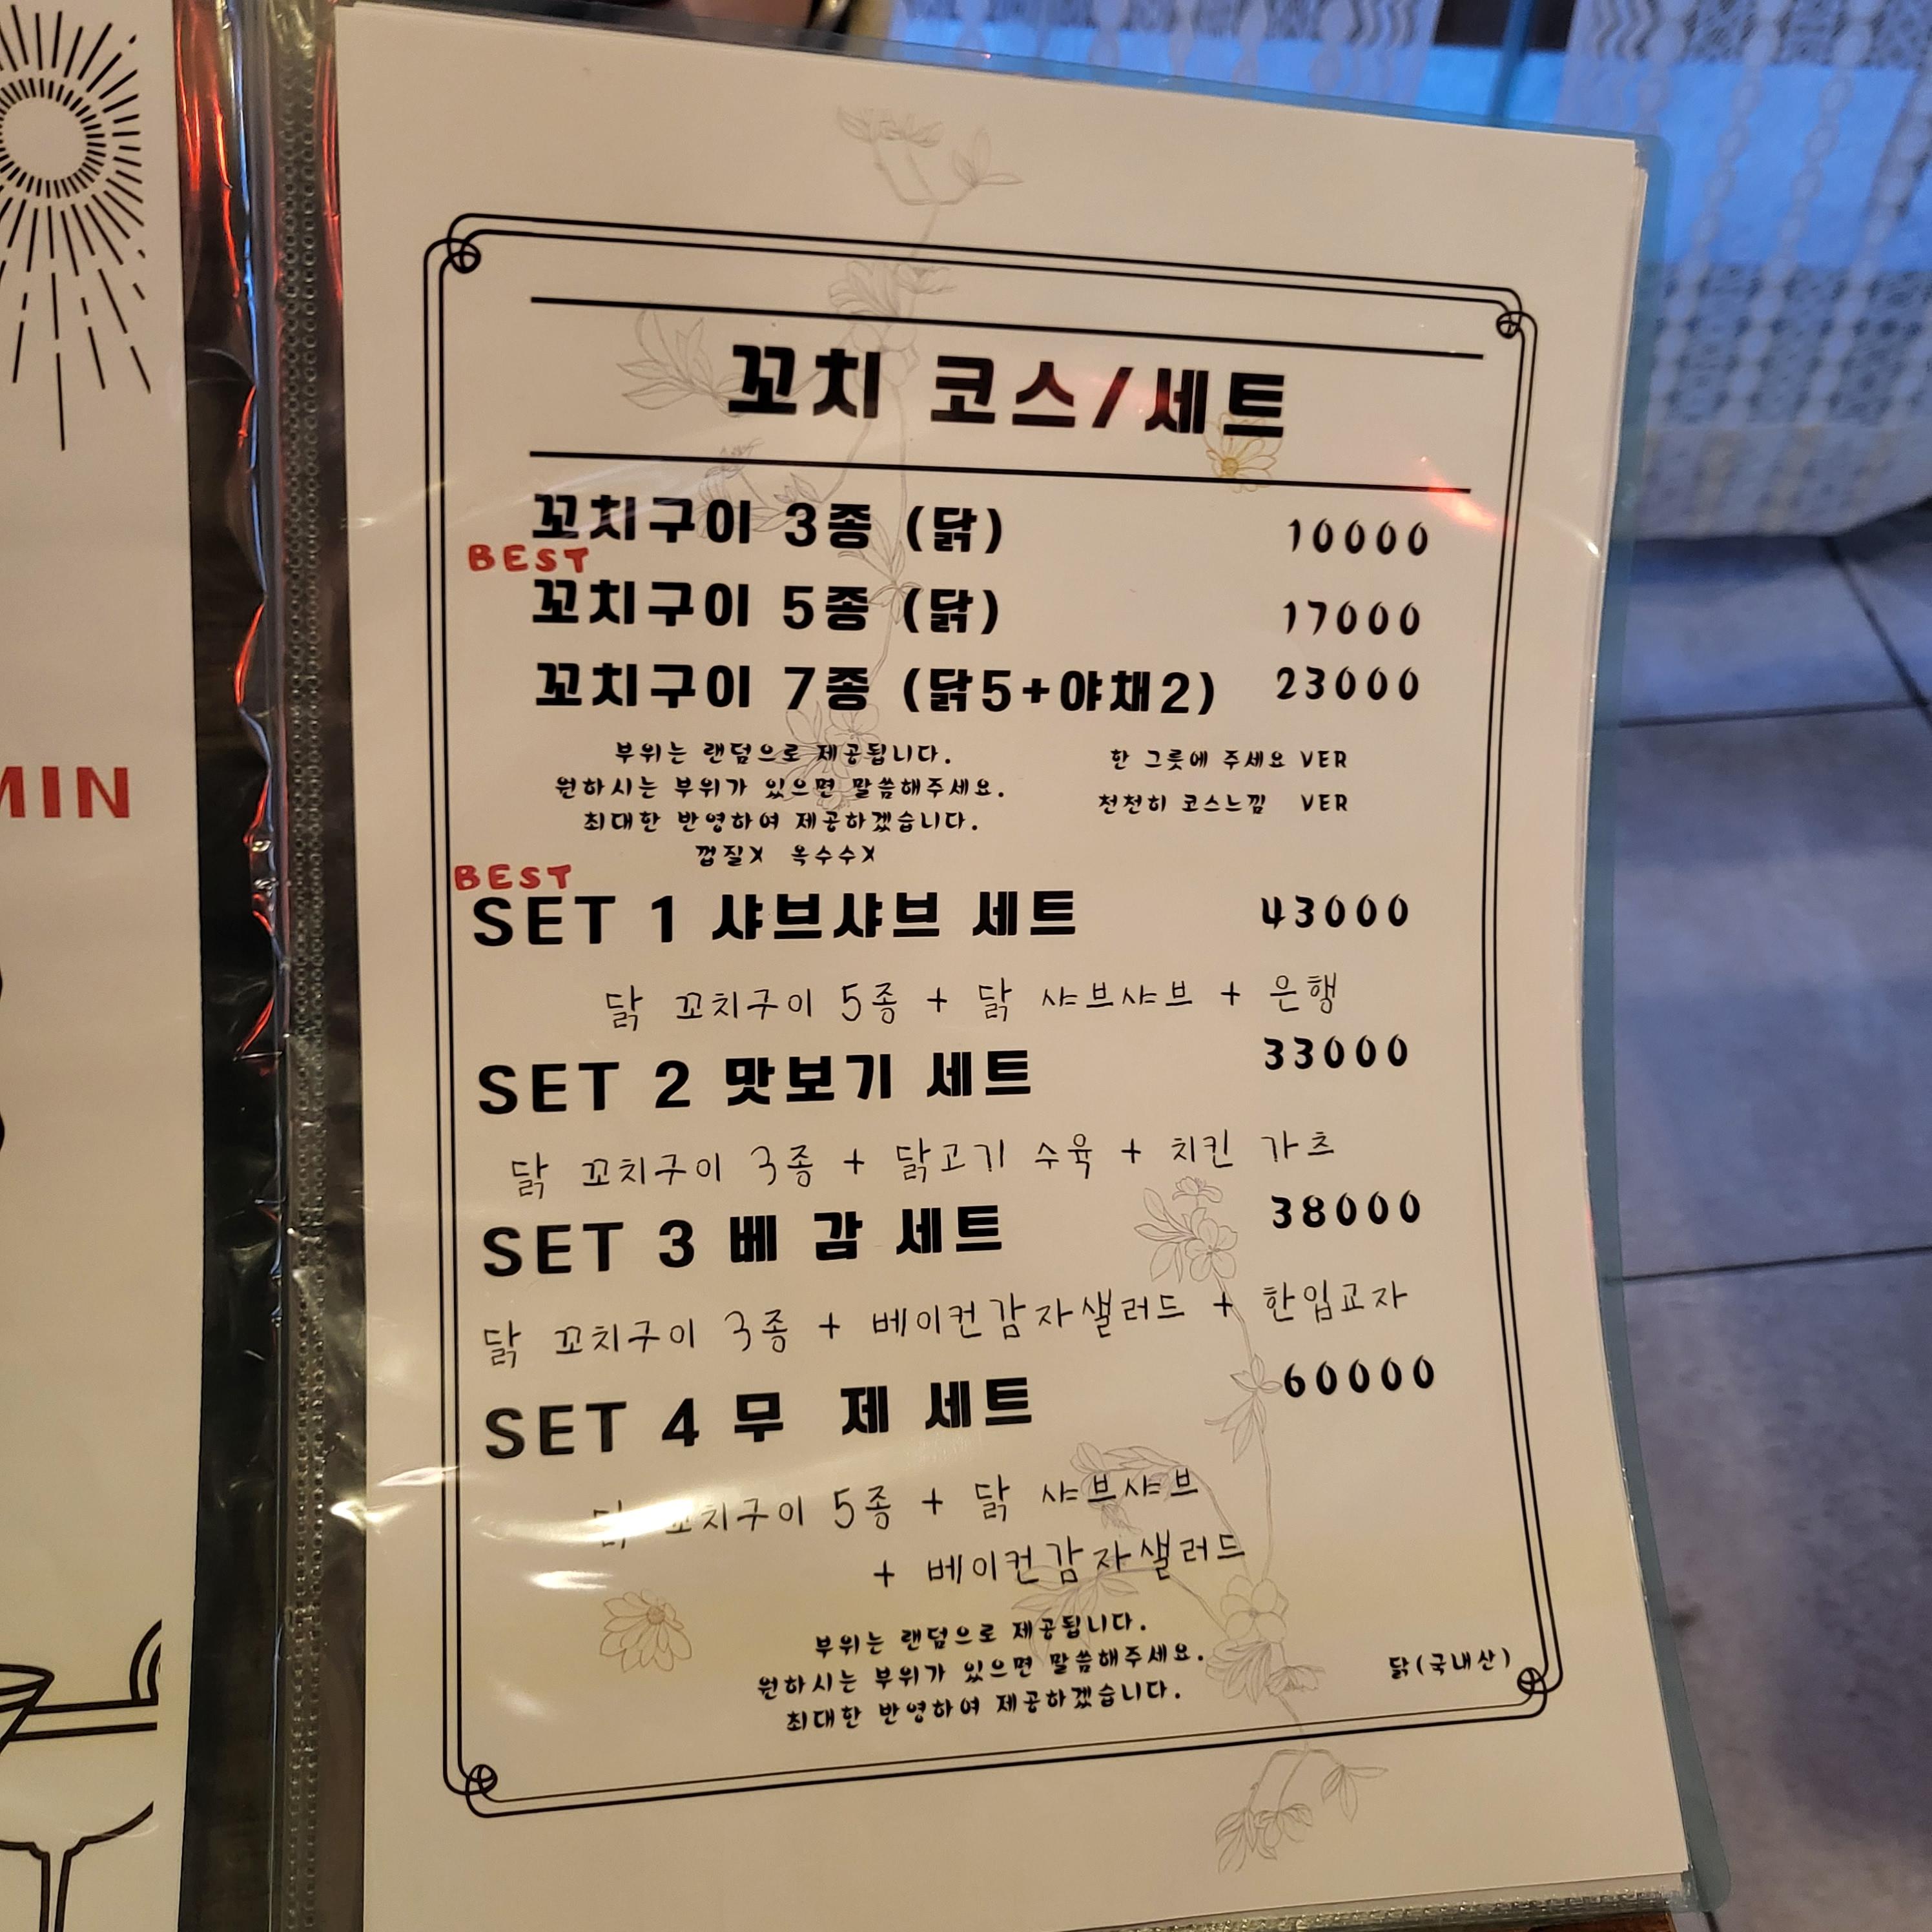 MIN
꼬치 코스/세트
꼬치구이 3종 (닭) 10000
BEST
꼬치구이 5종 (닭) 17000
꼬치구이 7종 (닭5+야채2) 23000
부위는 랜덤으로 제공됩니다.
원하시는 부위가 있으면 말씀해주세요.
최대한 반영하여 제공하겠습니다.
껍질X 옥수수X
한 그릇에 주세요 VER
천천히 코스느낌 VER
BEST
SET 1 샤브샤브 세트 43000
닭 꼬치구이 5종 + 닭 샤브샤브 + 은행
SET 2 맛보기 세트 33000
닭 꼬치구이 3종 + 닭고기 수육 + 치킨 가츠
SET 3 베 감 세트 38000
닭 꼬치구이 3종 + 베이컨감자샐러드 + 한입교자
SET 4 무 제 세트 60000
닭 꼬치구이 5종 + 닭 샤브샤브
+ 베이컨감자샐러드
부위는 랜덤으로 제공됩니다.
원하시는 부위가 있으면 말씀해주세요.
최대한 반영하여 제공하겠습니다.
닭(국내산)